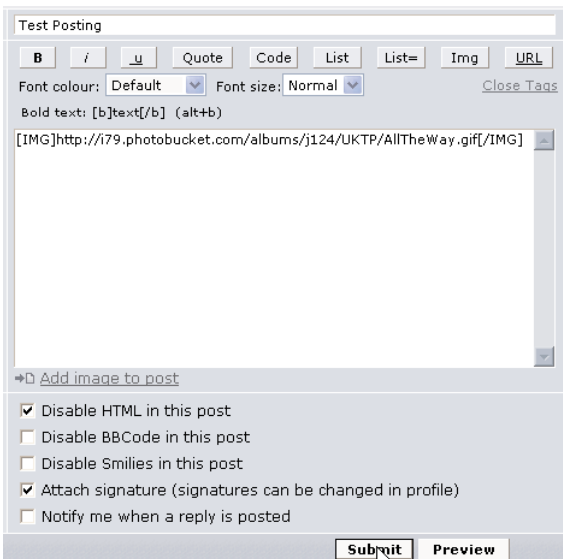 Test Posting
B i u Quote Code List List= Img URL
Font colour: Default Font size: Normal Close Tags
Bold text: [b]text[/b] (alt+b)
[IMG]http://i79.photobucket.com/albums/j124/UKTP/AllTheWay.gif[/IMG]
Add image to post
Disable HTML in this post
Disable BBCode in this post
Disable Smilies in this post
Attach signature (signatures can be changed in profile)
Notify me when a reply is posted
Submit Preview